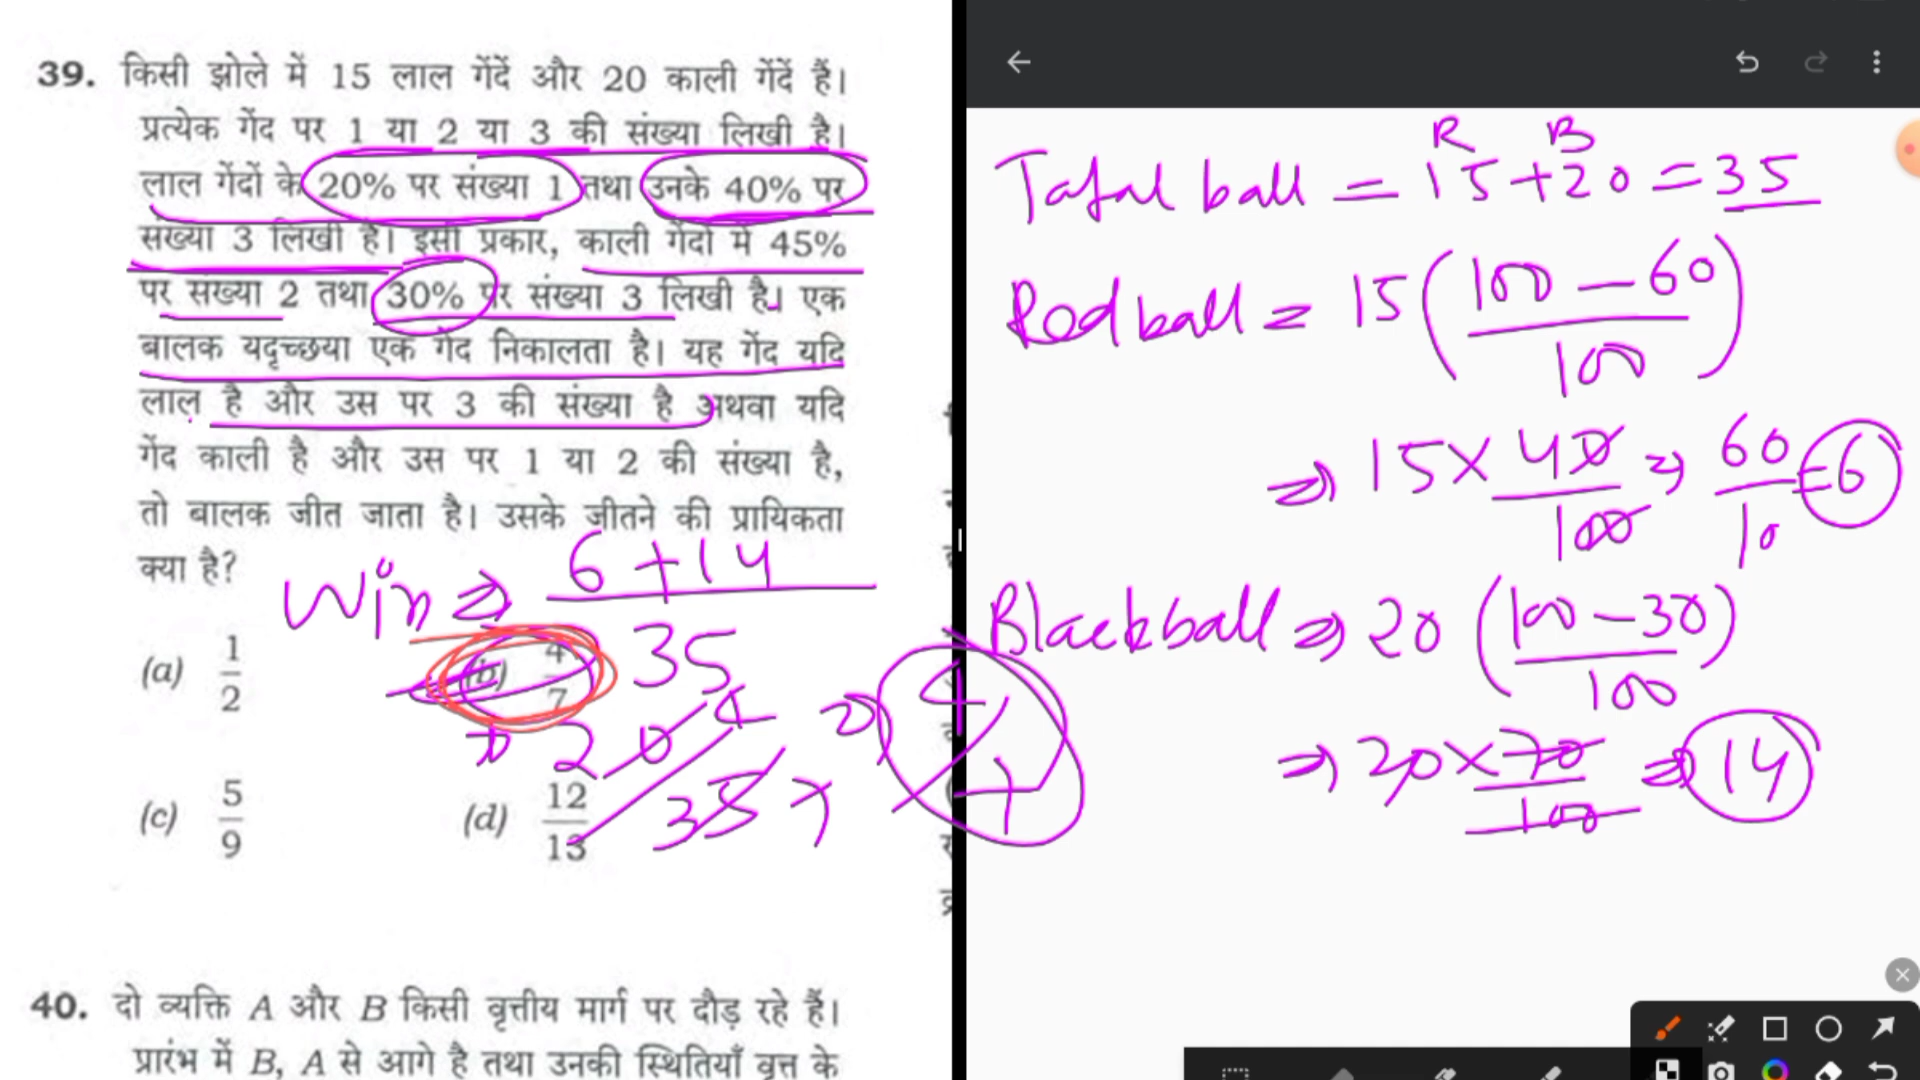 39. किसी झोले में 15 लाल गेंदें और 20 काली गेंदें हैं।
प्रत्येक गेंद पर 1 या 2 या 3 की संख्या लिखी है।
लाल गेंदों के 20% पर संख्या 1 तथा उनके 40% पर
संख्या 3 लिखी है। इसी प्रकार, काली गेंदों में 45%
पर संख्या 2 तथा 30% पर संख्या 3 लिखी है। एक
बालक यदृच्छया एक गेंद निकालता है। यह गेंद यदि
लाल है और उस पर 3 की संख्या है अथवा यदि
गेंद काली है और उस पर 1 या 2 की संख्या है,
तो बालक जीत जाता है। उसके जीतने की प्रायिकता
क्या है?
Win ⇒ 6+14
35
(a) 1/2
(b) 4/7
⇒ 20 4
35 7
⇒ 4/7
(c) 5/9
(d) 12/13
40. दो व्यक्ति A और B किसी वृत्तीय मार्ग पर दौड़ रहे हैं।
प्रारंभ में B, A से आगे है तथा उनकी स्थितियाँ वृत्त के
R B
Total ball = 15+20=35
Red ball = 15(100-60/100)
⇒ 15×40/100 ⇒ 60/10 = 6
Black ball ⇒ 20(100-30/100)
⇒ 20×70/100 ⇒ 14